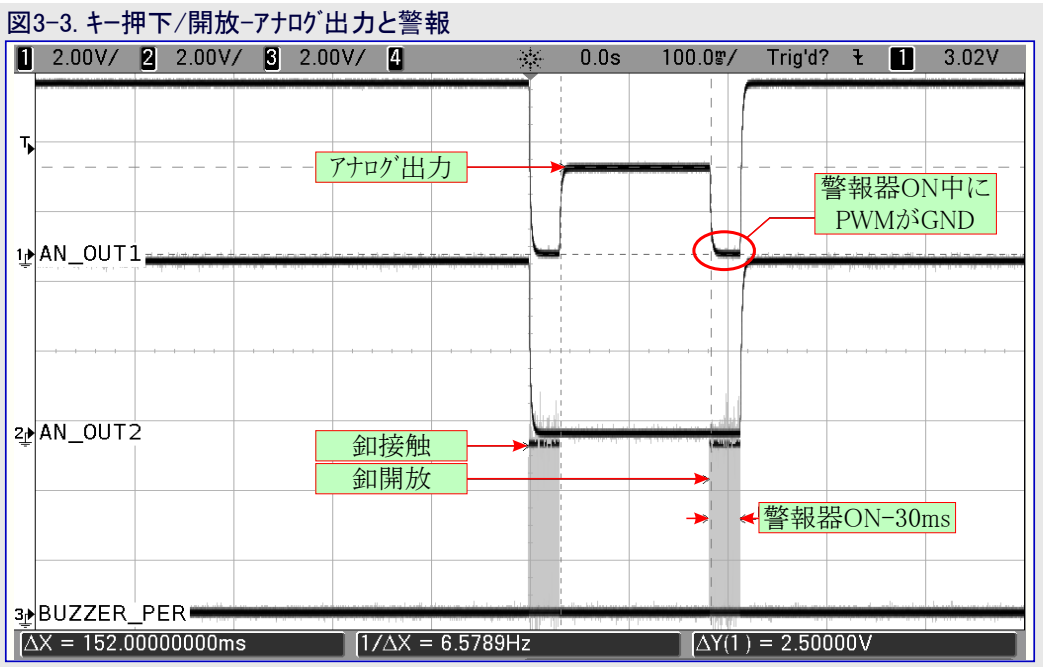 図3-3. キー押下/開放-アナログ出力と警報
1 2.00V/ 2 2.00V/ 3 2.00V/ 4 0.0s 100.0m/ Trig'd? 1 3.02V
T
アナログ出力
警報器ON中に
PWMがGND
1 AN_OUT1
2 AN_OUT2
釦接触
釦開放
警報器ON-30ms
3 BUZZER_PER
ΔX = 152.00000000ms 1/ΔX = 6.5789Hz ΔY(1) = 2.50000V